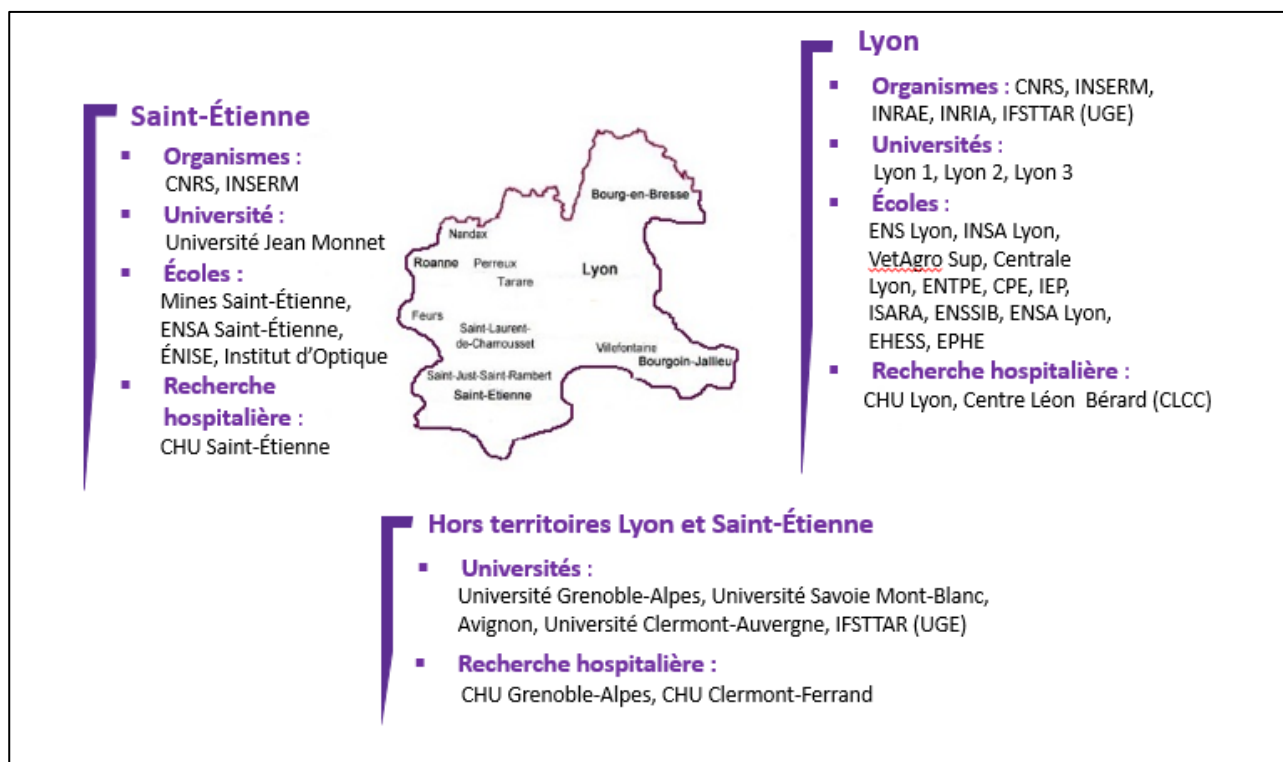 Saint-Étienne
Organismes :
CNRS, INSERM
Université :
Université Jean Monnet
Écoles :
Mines Saint-Étienne,
ENSA Saint-Étienne,
ÉNISE, Institut d’Optique
Recherche
hospitalière :
CHU Saint-Étienne
Bourg-en-Bresse
Nandax
Roanne
Perreux
Lyon
Tarare
Feurs
Saint-Laurent-
de-Chamousset
Villefontaine
Bourgoin-Jallieu
Saint-Just-Saint-Rambert
Saint-Etienne
Lyon
Organismes : CNRS, INSERM,
INRAE, INRIA, IFSTTAR (UGE)
Universités :
Lyon 1, Lyon 2, Lyon 3
Écoles :
ENS Lyon, INSA Lyon,
VetAgro Sup, Centrale
Lyon, ENTPE, CPE, IEP,
ISARA, ENSSIB, ENSA Lyon,
EHESS, EPHE
Recherche hospitalière :
CHU Lyon, Centre Léon Bérard (CLCC)
Hors territoires Lyon et Saint-Étienne
Universités :
Université Grenoble-Alpes, Université Savoie Mont-Blanc,
Avignon, Université Clermont-Auvergne, IFSTTAR (UGE)
Recherche hospitalière :
CHU Grenoble-Alpes, CHU Clermont-Ferrand